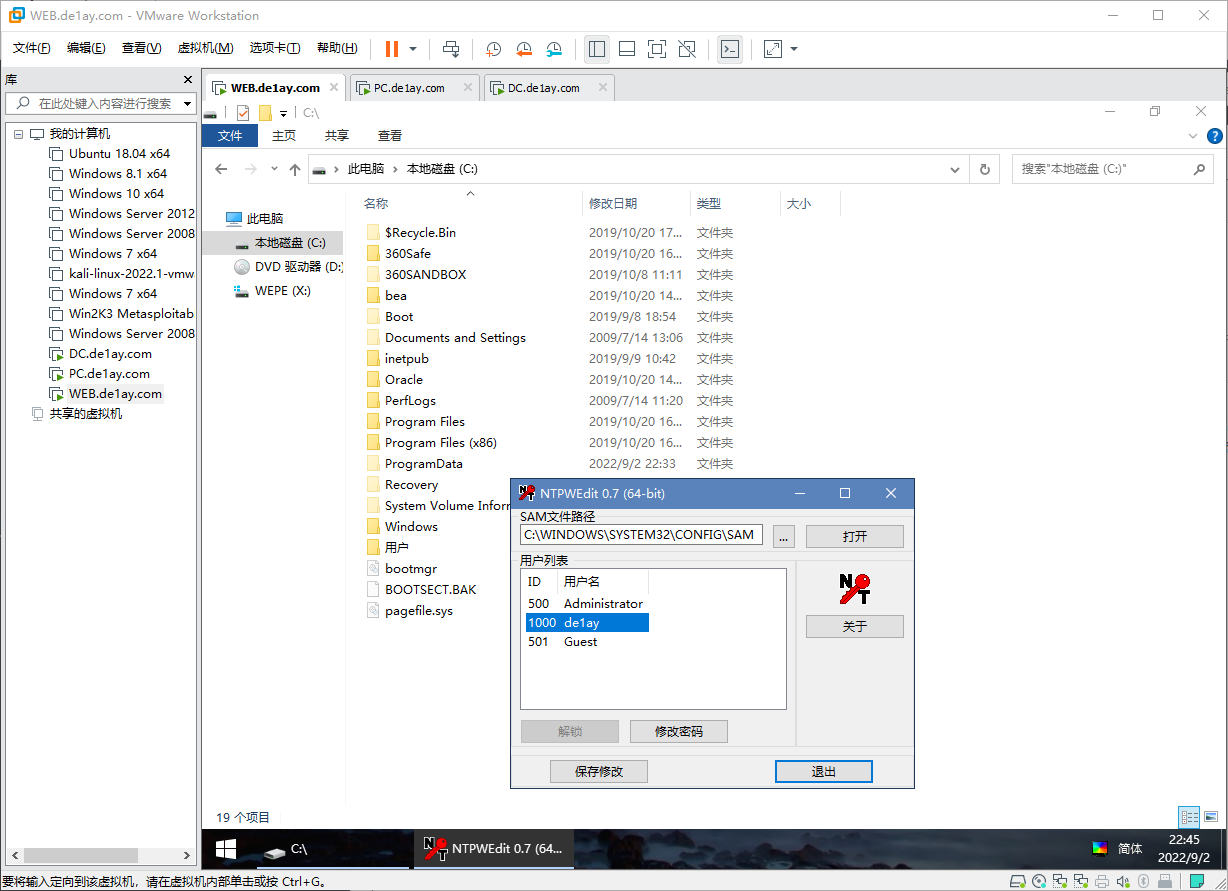 WEB.de1ay.com - VMware Workstation
文件(F) 编辑(E) 查看(V) 虚拟机(M) 选项卡(T) 帮助(H)
库
在此处键入内容进行搜索
我的计算机
Ubuntu 18.04 x64
Windows 8.1 x64
Windows 10 x64
Windows Server 2012
Windows Server 2008
Windows 7 x64
kali-linux-2022.1-vmw
Windows 7 x64
Win2K3 Metasploitab
Windows Server 2008
DC.de1ay.com
PC.de1ay.com
WEB.de1ay.com
共享的虚拟机
WEB.de1ay.com PC.de1ay.com DC.de1ay.com
C:\
文件 主页 共享 查看
此电脑 本地磁盘 (C:)
搜索"本地磁盘 (C:)"
此电脑
本地磁盘 (C:)
DVD 驱动器 (D:)
WEPE (X:)
名称 修改日期 类型 大小
$Recycle.Bin 2019/10/20 17... 文件夹
360Safe 2019/10/20 16... 文件夹
360SANDBOX 2019/10/8 11:11 文件夹
bea 2019/10/20 14... 文件夹
Boot 2019/9/8 18:54 文件夹
Documents and Settings 2009/7/14 13:06 文件夹
inetpub 2019/9/9 10:42 文件夹
Oracle 2019/10/20 14... 文件夹
PerfLogs 2009/7/14 11:20 文件夹
Program Files 2019/10/20 16... 文件夹
Program Files (x86) 2019/10/20 16... 文件夹
ProgramData 2022/9/2 22:33 文件夹
Recovery
System Volume Inforr
Windows
用户
bootmgr
BOOTSECT.BAK
pagefile.sys
NTPWEdit 0.7 (64-bit)
SAM文件路径
C:\WINDOWS\SYSTEM32\CONFIG\SAM ... 打开
用户列表
ID 用户名
500 Administrator
1000 de1ay
501 Guest
NT
关于
解锁 修改密码
保存修改 退出
19 个项目
C:\ NTPWEdit 0.7 (64... 简体
22:45
2022/9/2
要将输入定向到该虚拟机，请在虚拟机内部单击或按 Ctrl+G。